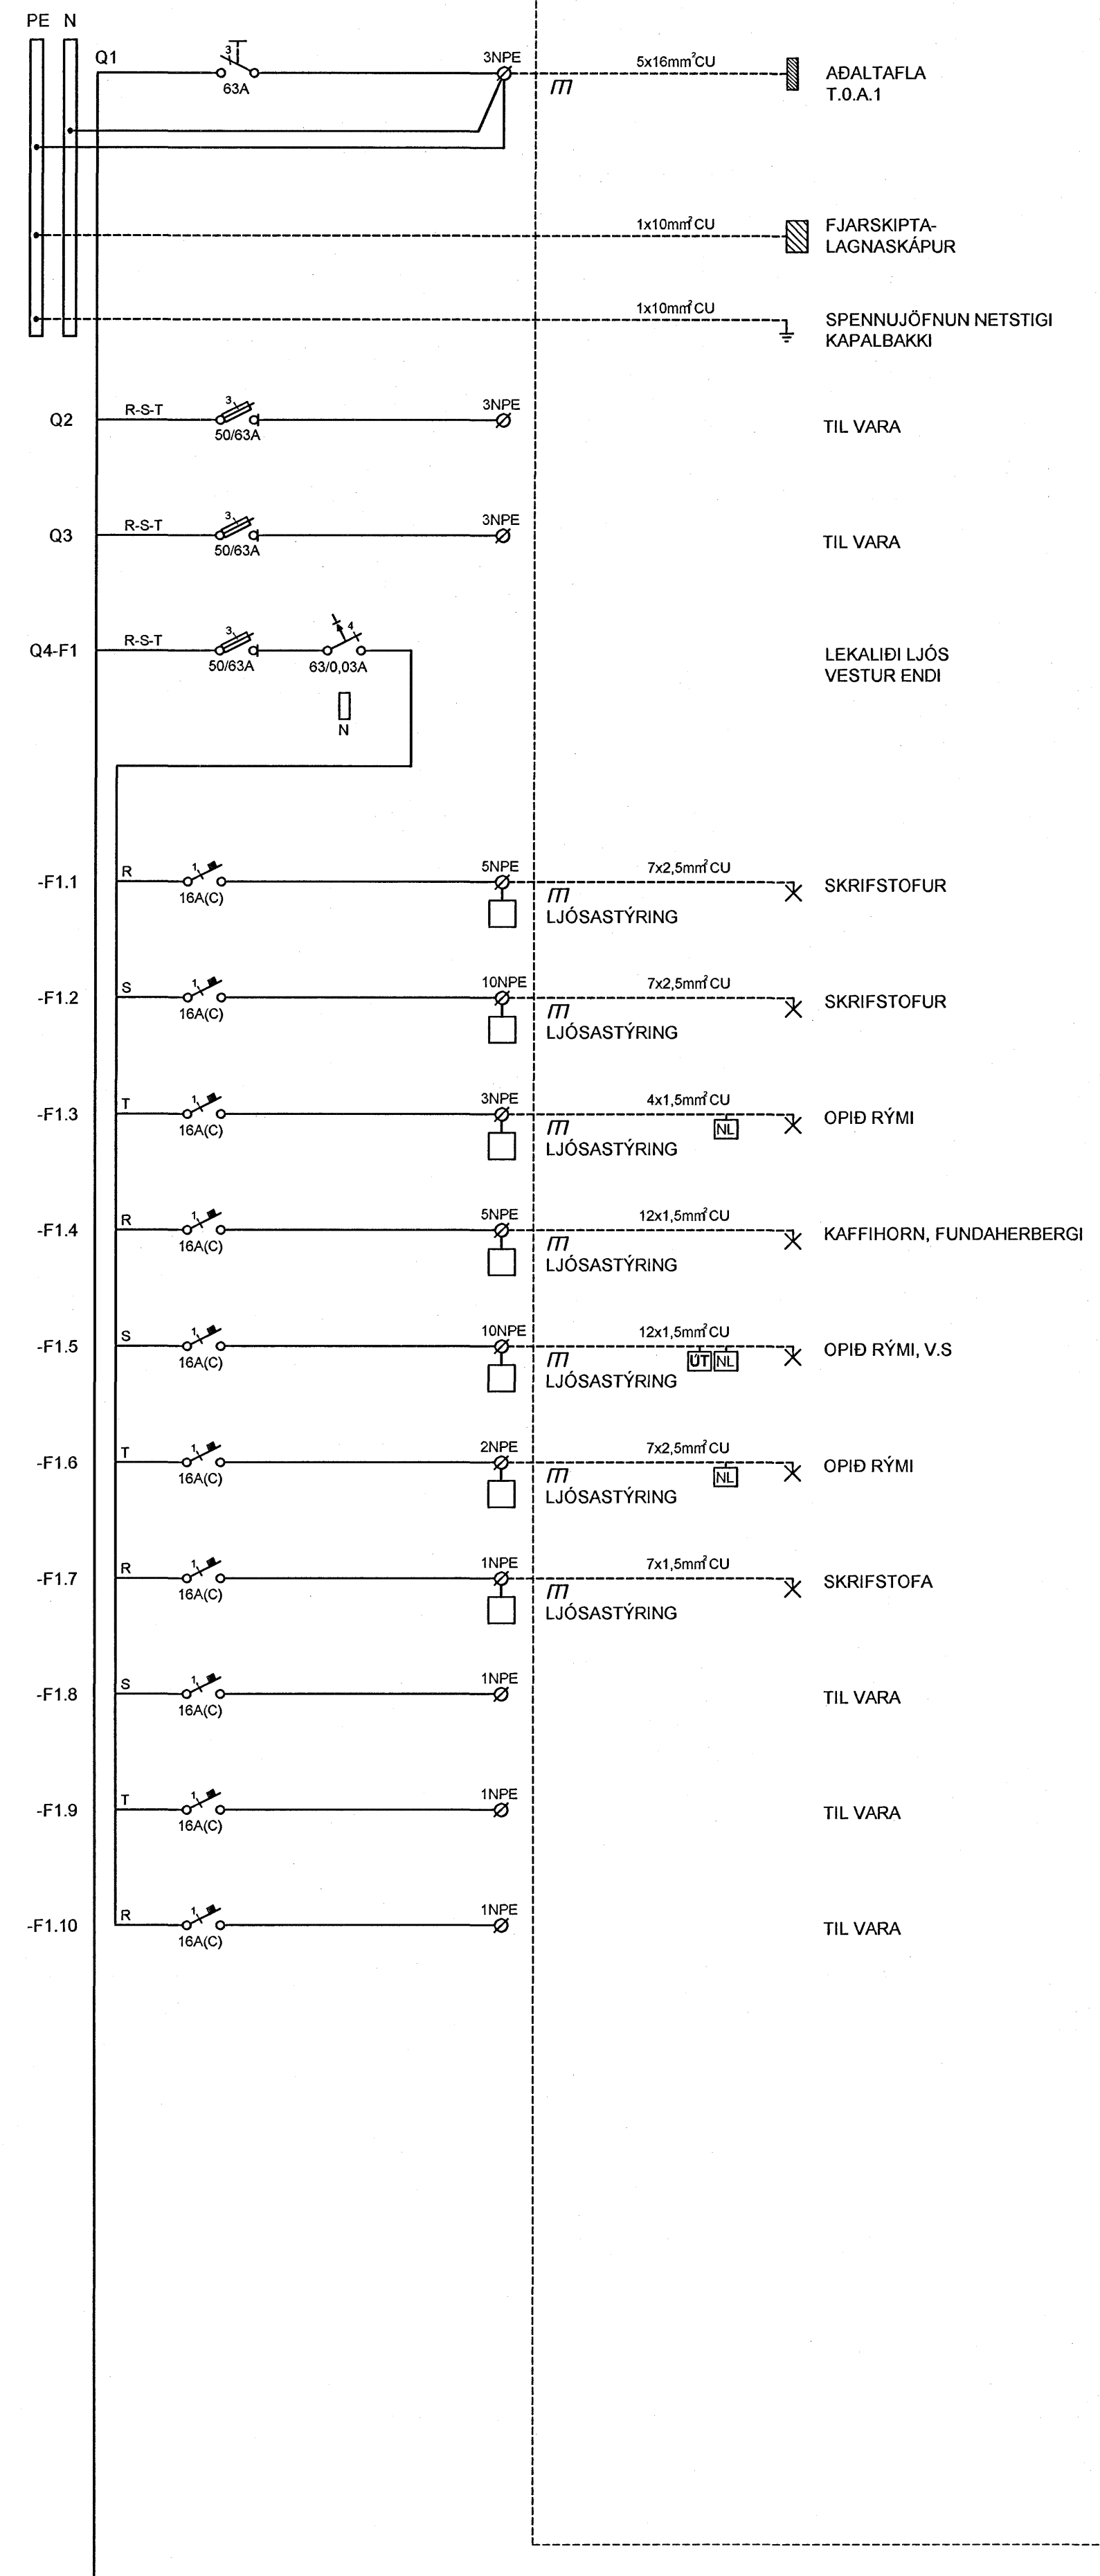 PE N
Q1
3
63A
3NPE
5x16mm²CU
AÐALTAFLA
T.0.A.1
1x10mm²CU
FJARSKIPTA-
LAGNASKÁPUR
1x10mm²CU
SPENNUJÖFNUN NETSTIGI
KAPALBAKKI
Q2
R-S-T
3
50/63A
3NPE
TIL VARA
Q3
R-S-T
3
50/63A
3NPE
TIL VARA
Q4-F1
R-S-T
3
50/63A
4
63/0,03A
N
LEKALIÐI LJÓS
VESTUR ENDI
-F1.1
R
1
16A(C)
5NPE
7x2,5mm²CU
LJÓSASTÝRING
SKRIFSTOFUR
-F1.2
S
1
16A(C)
10NPE
7x2,5mm²CU
LJÓSASTÝRING
SKRIFSTOFUR
-F1.3
T
1
16A(C)
3NPE
4x1,5mm²CU
NL
LJÓSASTÝRING
OPIÐ RÝMI
-F1.4
R
1
16A(C)
5NPE
12x1,5mm²CU
LJÓSASTÝRING
KAFFIHORN, FUNDAHERBERGI
-F1.5
S
1
16A(C)
10NPE
12x1,5mm²CU
ÚT NL
LJÓSASTÝRING
OPIÐ RÝMI, V.S
-F1.6
T
1
16A(C)
2NPE
7x2,5mm²CU
NL
LJÓSASTÝRING
OPIÐ RÝMI
-F1.7
R
1
16A(C)
1NPE
7x1,5mm²CU
LJÓSASTÝRING
SKRIFSTOFA
-F1.8
S
1
16A(C)
1NPE
TIL VARA
-F1.9
T
1
16A(C)
1NPE
TIL VARA
-F1.10
R
1
16A(C)
1NPE
TIL VARA